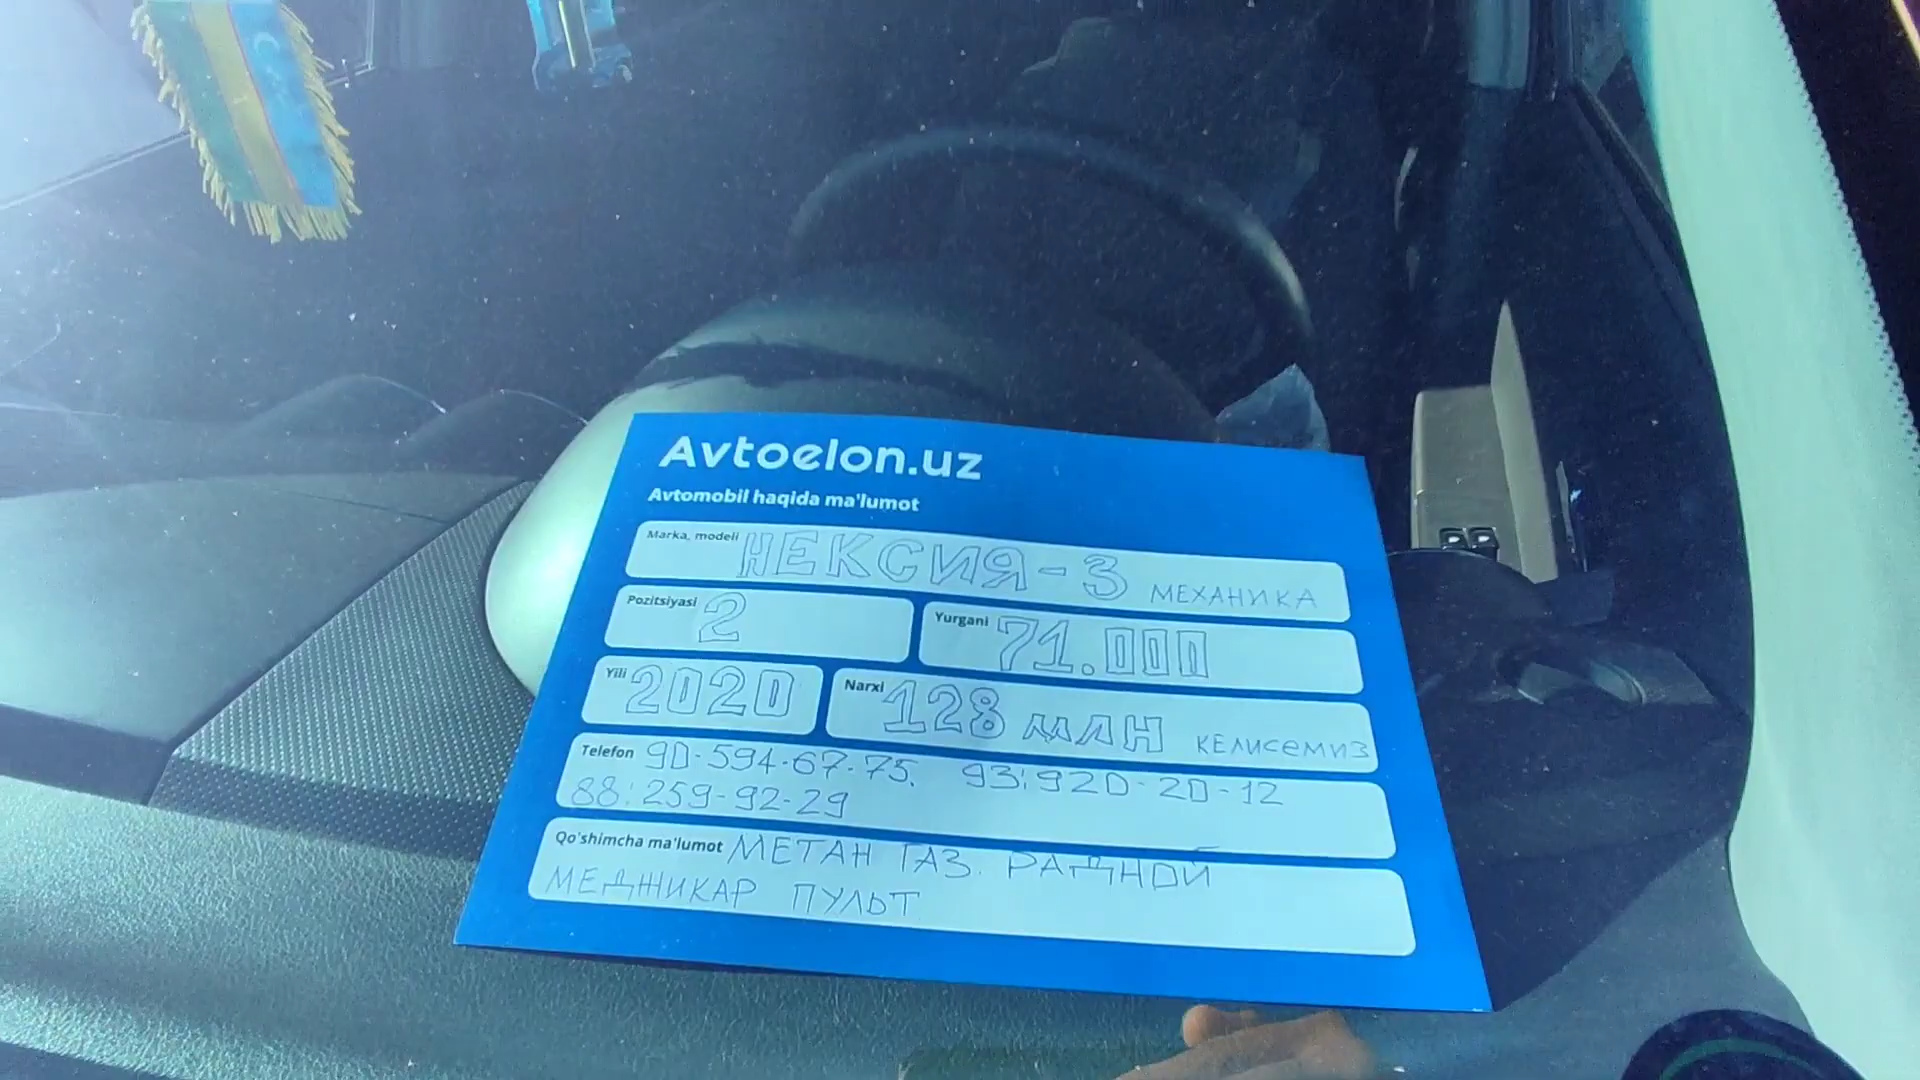 Avtoelon.uz
Avtomobil haqida ma'lumot
Marka, modeli НЕКСИЯ-3 МЕХАНИКА
Pozitsiyasi 2
Yurgani 71.000
Yili 2020
Narxi 128 млн КЕЛИСЕМИЗ
Telefon 90-594-67-75. 93:920-20-12
88:259-92-29
Qo'shimcha ma'lumot МЕТАН ГАЗ. РАДНОЙ
МЕДЖИКАР ПУЛЬТ